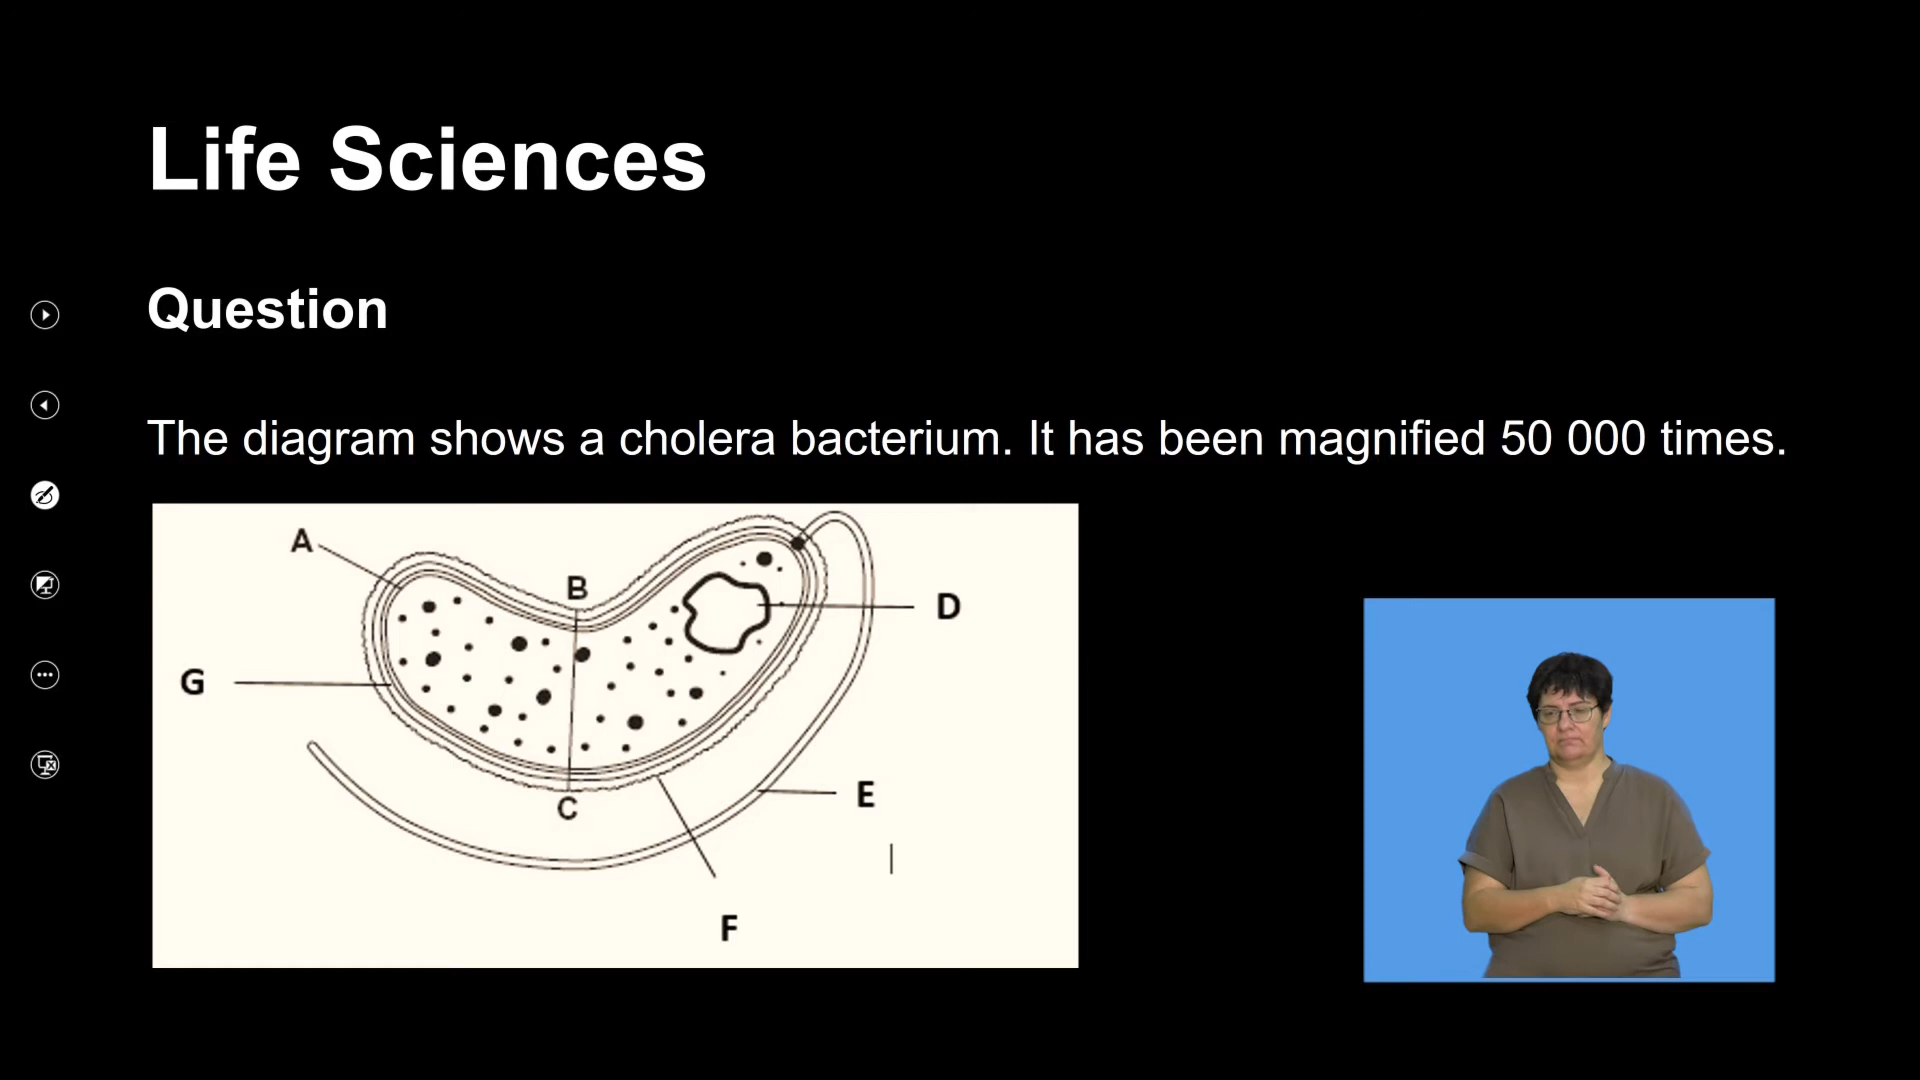 Life Sciences
Question
The diagram shows a cholera bacterium. It has been magnified 50 000 times.
A
B
D
G
E
C
F